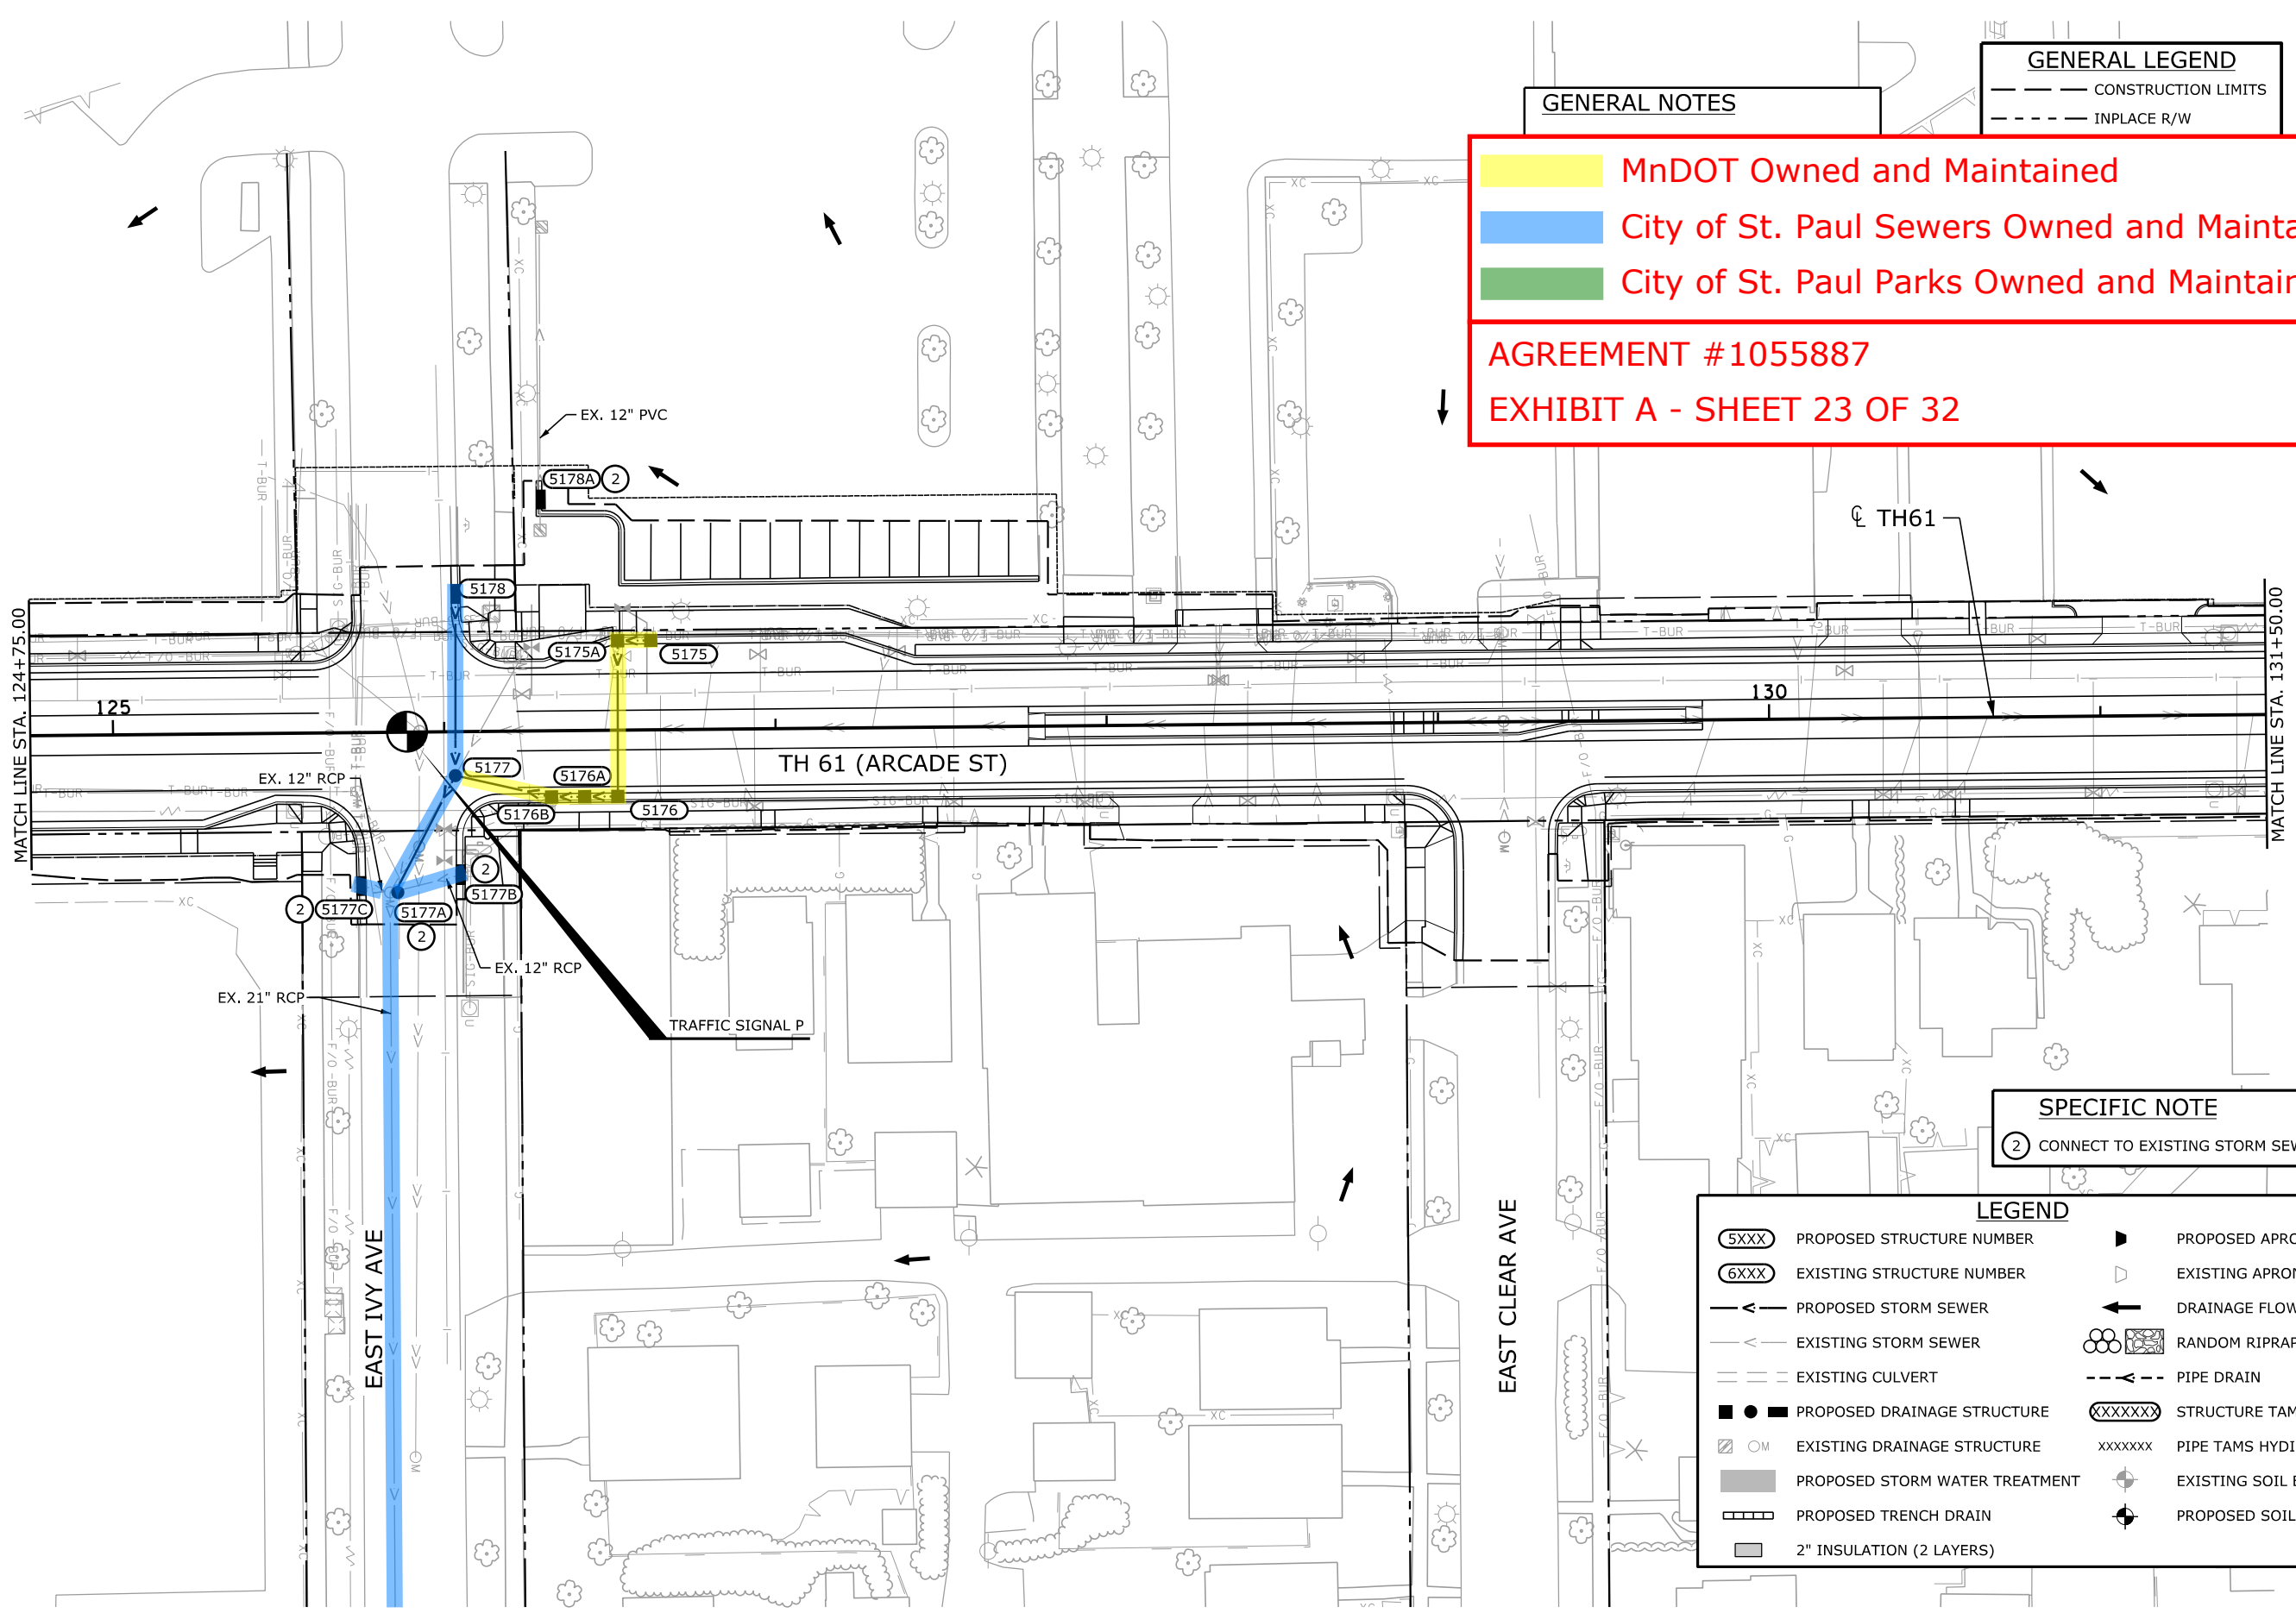 GENERAL NOTES
GENERAL LEGEND
CONSTRUCTION LIMITS
INPLACE R/W
MnDOT Owned and Maintained
City of St. Paul Sewers Owned and Mainta
City of St. Paul Parks Owned and Maintain
AGREEMENT #1055887
EXHIBIT A - SHEET 23 OF 32
EX. 12" PVC
5178A
2
℄ TH61
5178
5175A
5175
MATCH LINE STA. 124+75.00
MATCH LINE STA. 131+50.00
125
130
TH 61 (ARCADE ST)
5177
5176A
EX. 12" RCP
5176B
5176
2
5177B
2
5177C
5177A
2
EX. 12" RCP
EX. 21" RCP
TRAFFIC SIGNAL P
EAST IVY AVE
EAST CLEAR AVE
SPECIFIC NOTE
2 CONNECT TO EXISTING STORM SEW
LEGEND
5XXX PROPOSED STRUCTURE NUMBER
6XXX EXISTING STRUCTURE NUMBER
PROPOSED STORM SEWER
EXISTING STORM SEWER
EXISTING CULVERT
PROPOSED DRAINAGE STRUCTURE
EXISTING DRAINAGE STRUCTURE
PROPOSED STORM WATER TREATMENT
PROPOSED TRENCH DRAIN
2" INSULATION (2 LAYERS)
PROPOSED APRO
EXISTING APRON
DRAINAGE FLOW
RANDOM RIPRAP
PIPE DRAIN
XXXXXXX STRUCTURE TAM
XXXXXXX PIPE TAMS HYDI
EXISTING SOIL B
PROPOSED SOIL